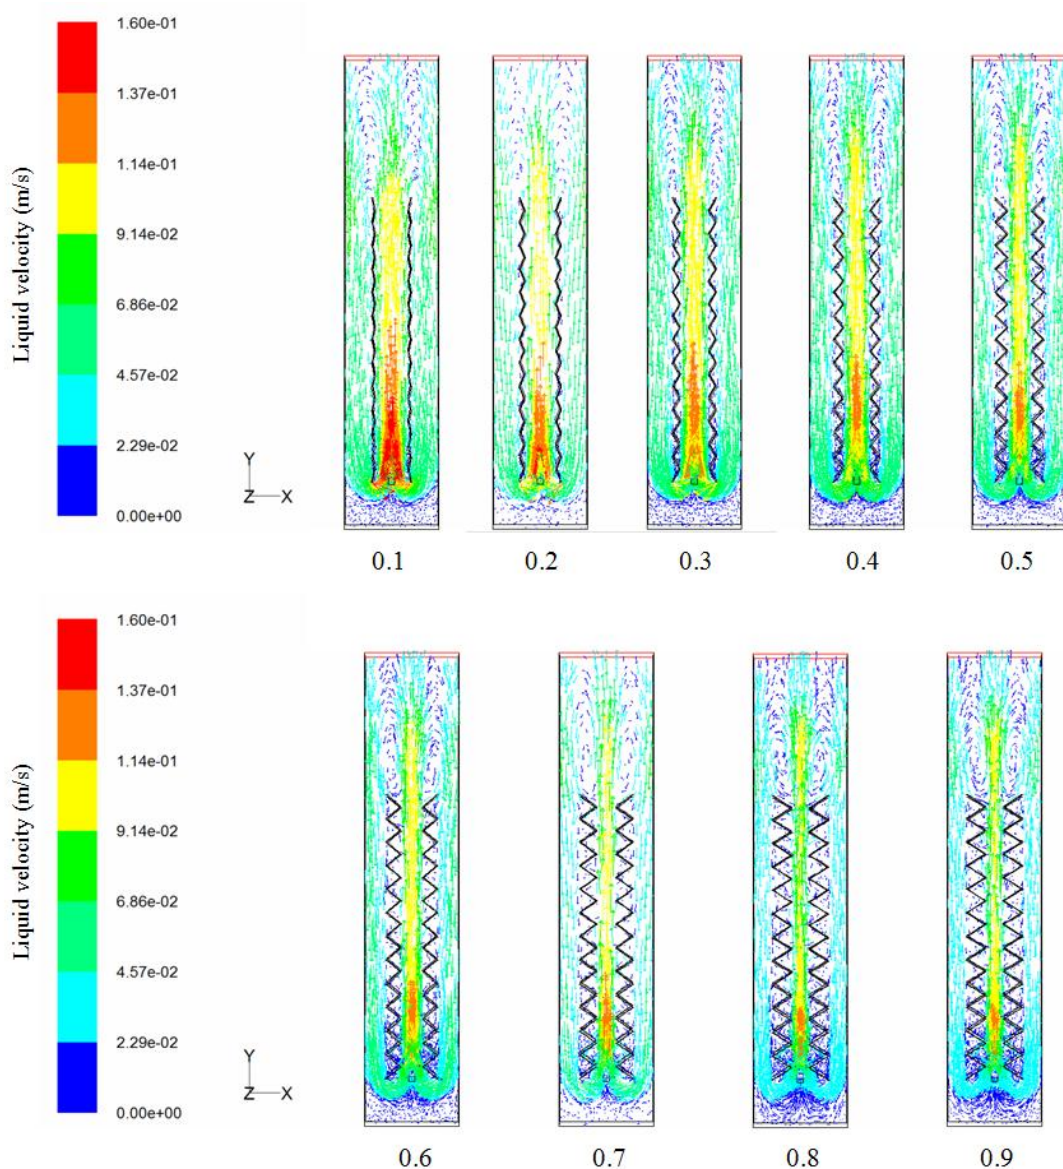 1.60e-01
1.37e-01
1.14e-01
9.14e-02
6.86e-02
4.57e-02
2.29e-02
0.00e+00
Liquid velocity (m/s)
Y
Z X
0.1 0.2 0.3 0.4 0.5
1.60e-01
1.37e-01
1.14e-01
9.14e-02
6.86e-02
4.57e-02
2.29e-02
0.00e+00
Liquid velocity (m/s)
Y
Z X
0.6 0.7 0.8 0.9